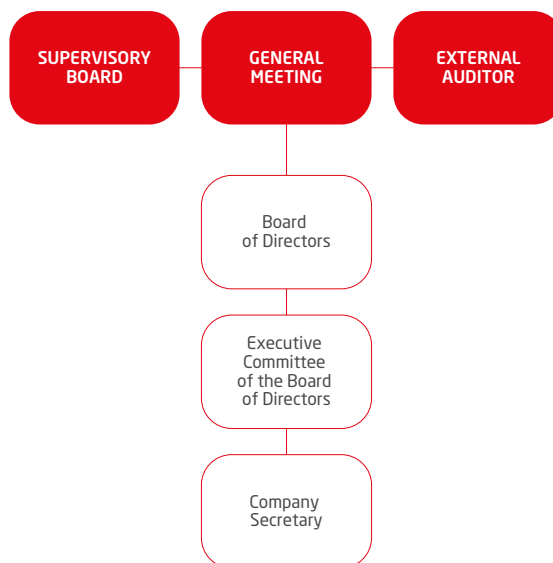 SUPERVISORY
BOARD
GENERAL
MEETING
EXTERNAL
AUDITOR
Board
of Directors
Executive
Committee
of the Board
of Directors
Company
Secretary